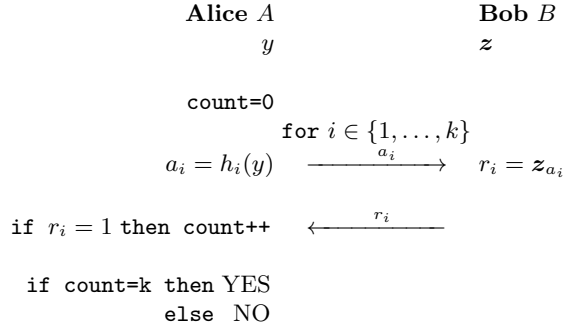 Alice A Bob B
y z
count=0
for i ∈ {1, . . . , k}
a_i = h_i(y) a_i r_i = z_{a_i}
if r_i = 1 then count++ r_i
if count=k then YES
else NO